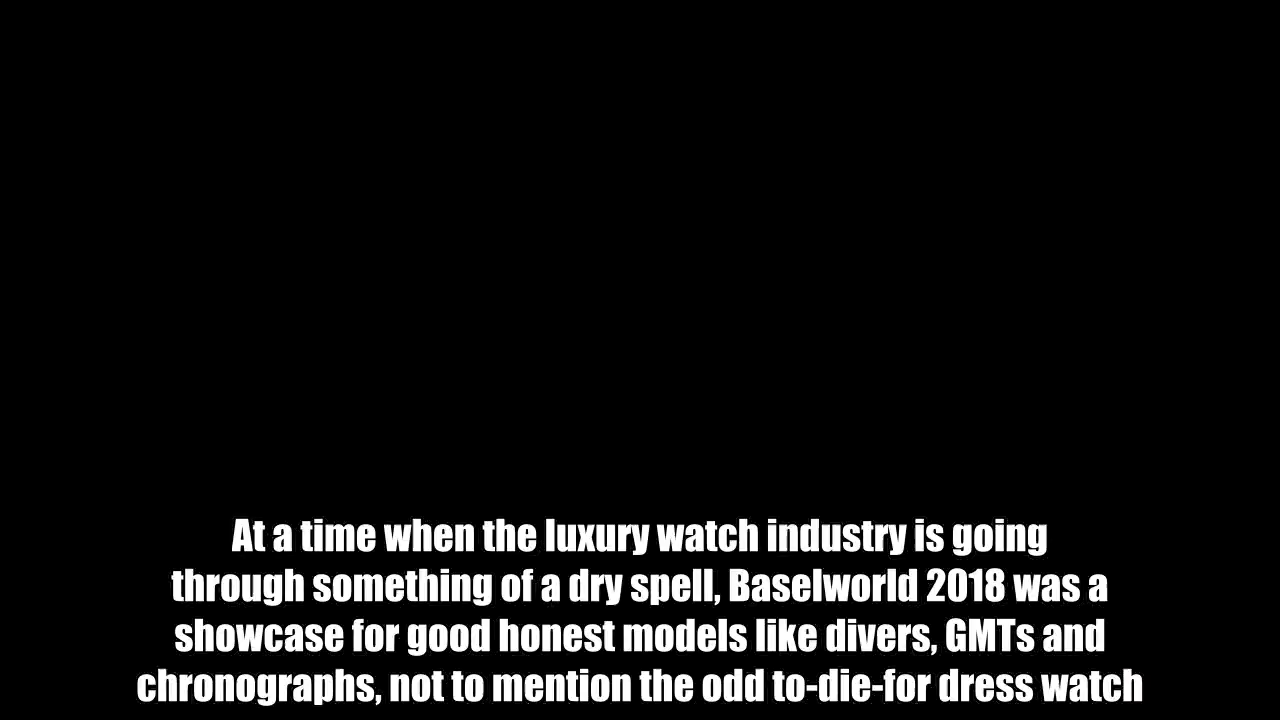 At a time when the luxury watch industry is going
through something of a dry spell, Baselworld 2018 was a
showcase for good honest models like divers, GMTs and
chronographs, not to mention the odd to-die-for dress watch